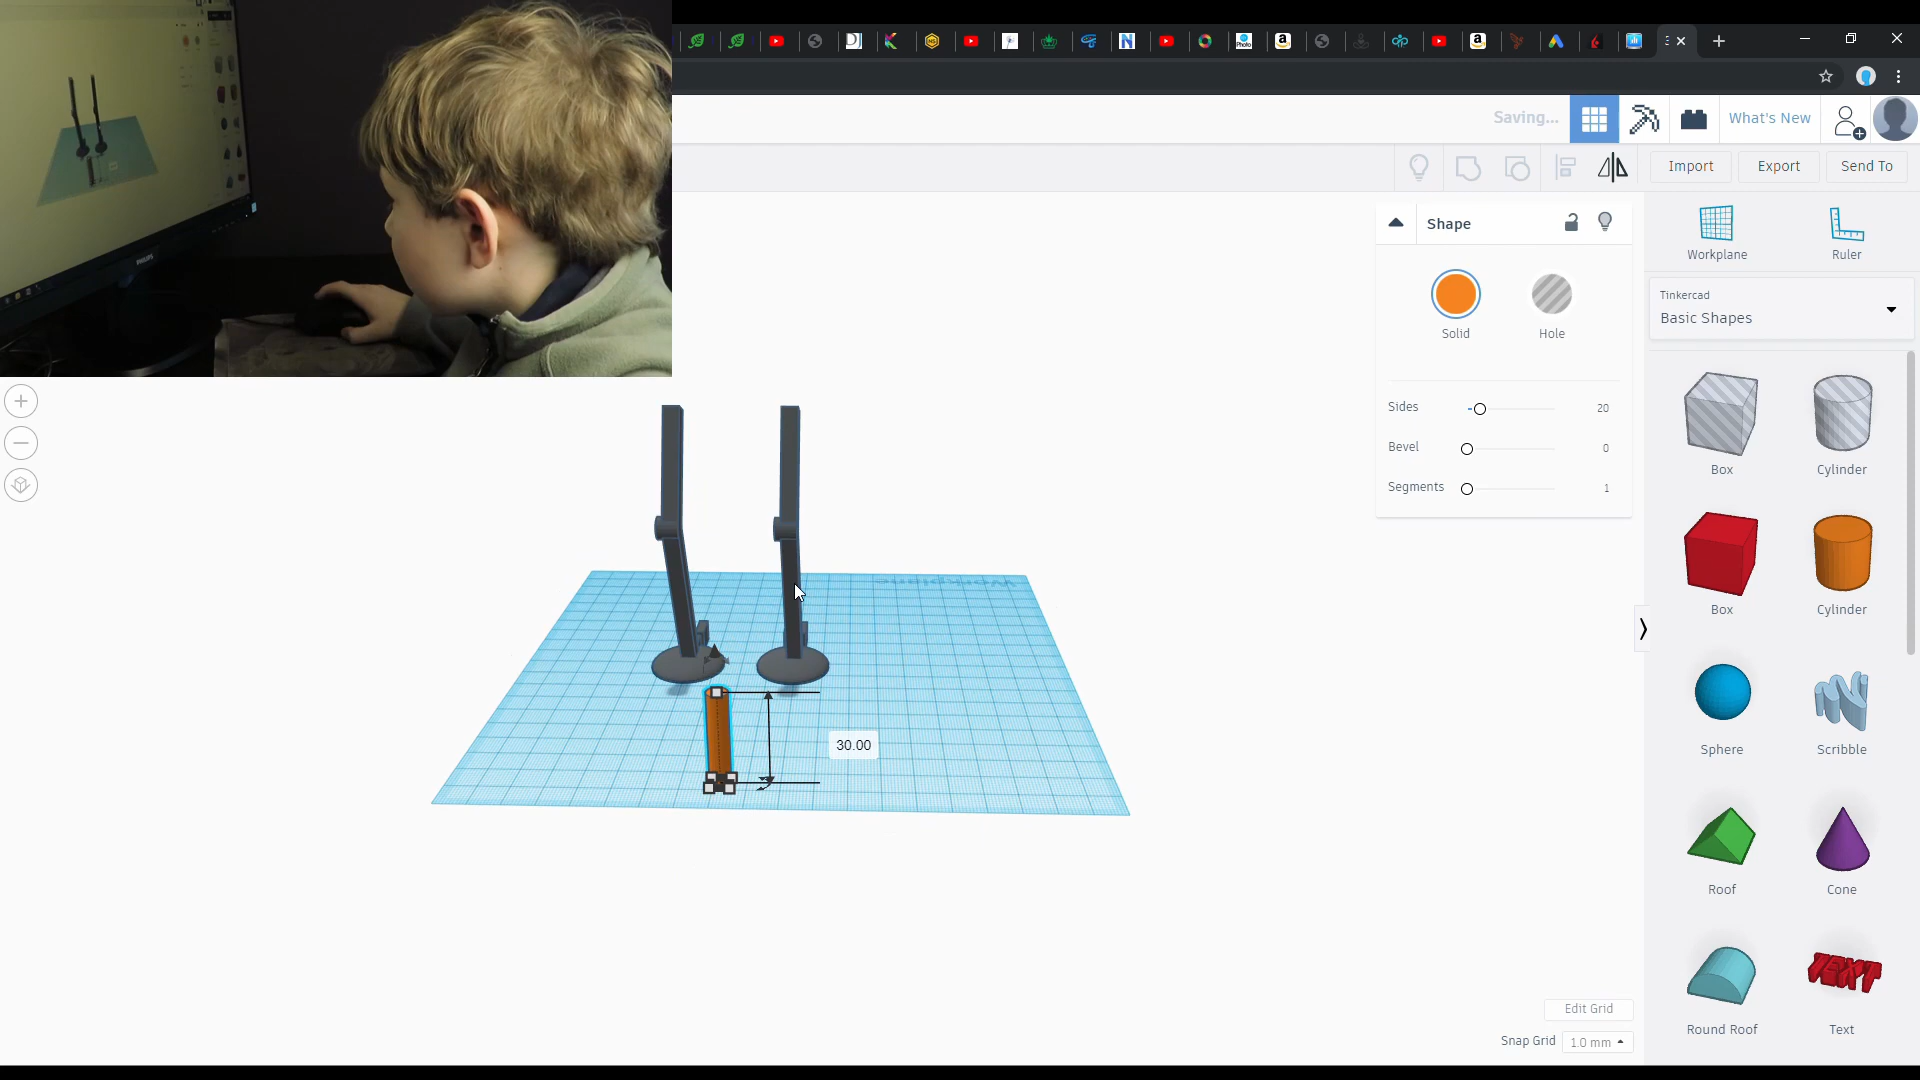 Saving...
What's New
Import
Export
Send To
Shape
Solid
Hole
Sides 20
Bevel 0
Segments 1
30.00
Workplane
Ruler
Tinkercad
Basic Shapes
Box
Cylinder
Box
Cylinder
Sphere
Scribble
Roof
Cone
TEXT
Round Roof
Text
Edit Grid
Snap Grid 1.0 mm
PHILIPS